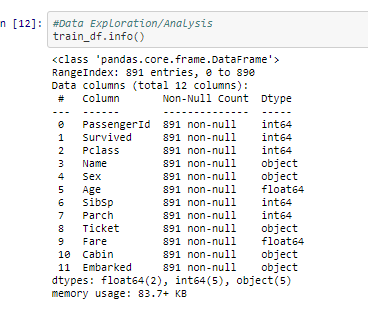 n [12]: #Data Exploration/Analysis
train_df.info()
<class 'pandas.core.frame.DataFrame'>
RangeIndex: 891 entries, 0 to 890
Data columns (total 12 columns):
 #   Column       Non-Null Count  Dtype
---  ------       --------------  -----
 0   PassengerId  891 non-null    int64
 1   Survived     891 non-null    int64
 2   Pclass       891 non-null    int64
 3   Name         891 non-null    object
 4   Sex          891 non-null    object
 5   Age          891 non-null    float64
 6   SibSp        891 non-null    int64
 7   Parch        891 non-null    int64
 8   Ticket       891 non-null    object
 9   Fare         891 non-null    float64
 10  Cabin        891 non-null    object
 11  Embarked     891 non-null    object
dtypes: float64(2), int64(5), object(5)
memory usage: 83.7+ KB